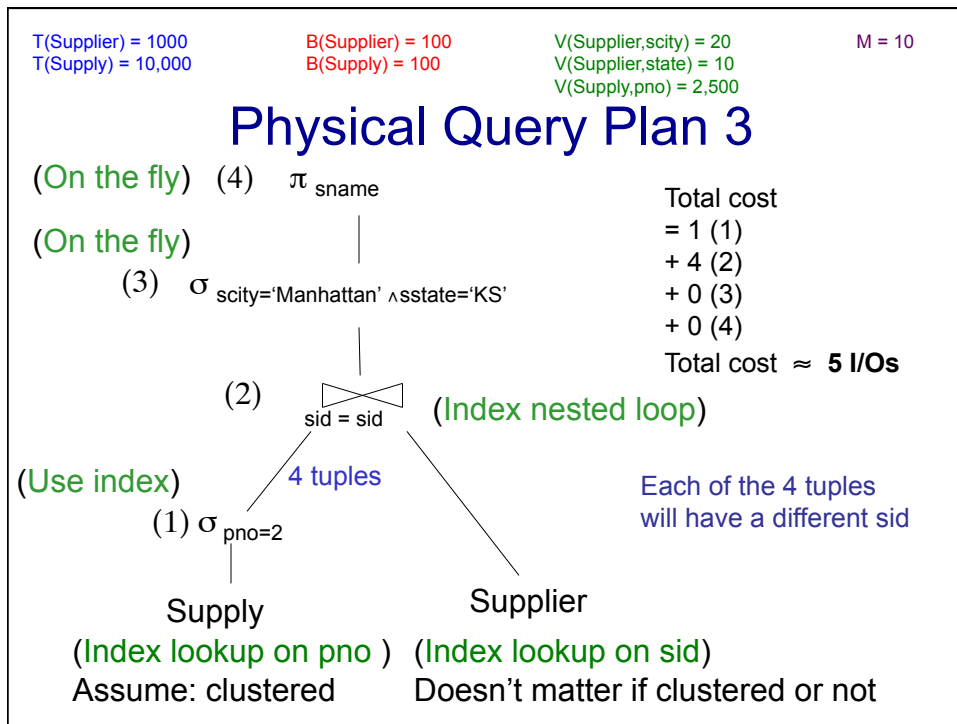 T(Supplier) = 1000 B(Supplier) = 100 V(Supplier,scity) = 20 M = 10
T(Supply) = 10,000 B(Supply) = 100 V(Supplier,state) = 10
V(Supply,pno) = 2,500
Physical Query Plan 3
(On the fly) (4) π sname
Total cost
(On the fly)
= 1 (1)
+ 4 (2)
(3) σ scity=‘Manhattan’ ∧sstate=‘KS’
+ 0 (3)
+ 0 (4)
Total cost ≈ 5 I/Os
(2)
sid = sid
(Index nested loop)
(Use index)
4 tuples
Each of the 4 tuples
will have a different sid
(1) σ pno=2
Supply Supplier
(Index lookup on pno ) (Index lookup on sid)
Assume: clustered Doesn’t matter if clustered or not